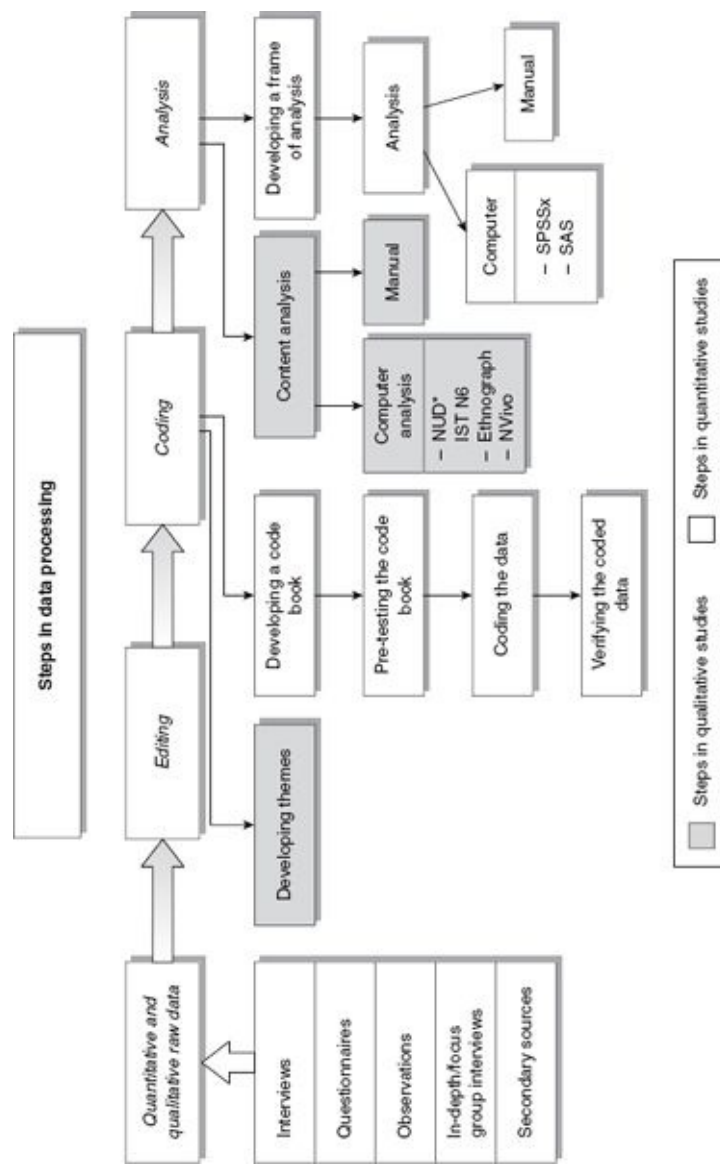 Steps in data processing
Quantitative and
qualitative raw data
Editing
Coding
Analysis
Interviews
Questionnaires
Observations
In-depth/focus
group interviews
Secondary sources
Developing themes
Developing a code
book
Pre-testing the code
book
Coding the data
Verifying the coded
data
Content analysis
Computer
analysis
– NUD*
IST N6
– Ethnograph
– NVivo
Manual
Developing a frame
of analysis
Analysis
Computer
– SPSSx
– SAS
Manual
Steps in qualitative studies
Steps in quantitative studies